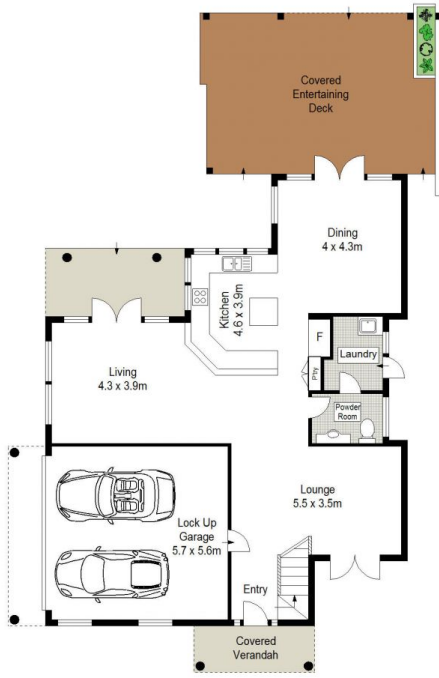 Covered
Entertaining
Deck
Dining
4 x 4.3m
Kitchen
4.6 x 3.9m
F
Laundry
P'try
Living
4.3 x 3.9m
Powder
Room
Lounge
5.5 x 3.5m
Lock Up
Garage
5.7 x 5.6m
Entry
Covered
Verandah